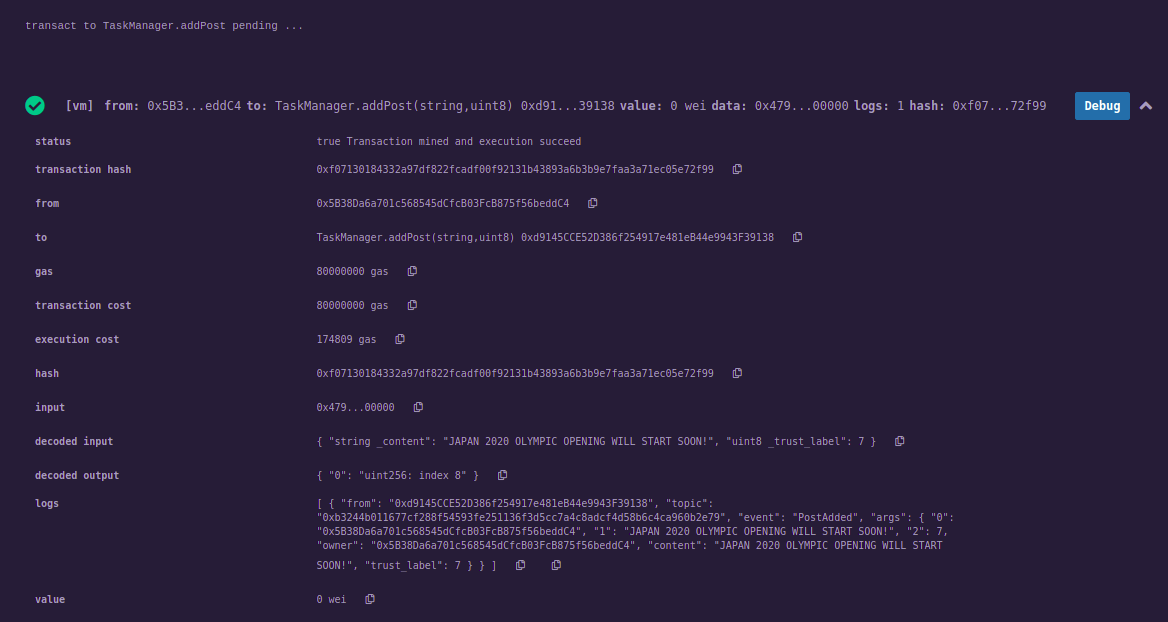 transact to TaskManager.addPost pending ...
[vm] from: 0x5B3...eddC4 to: TaskManager.addPost(string,uint8) 0xd91...39138 value: 0 wei data: 0x479...00000 logs: 1 hash: 0xf07...72f99 Debug
status true Transaction mined and execution succeed
transaction hash 0xf07130184332a97df822fcadf00f92131b43893a6b3b9e7faa3a71ec05e72f99
from 0x5B38Da6a701c568545dCfcB03FcB875f56beddC4
to TaskManager.addPost(string,uint8) 0xd9145CCE52D386f254917e481eB44e9943F39138
gas 80000000 gas
transaction cost 80000000 gas
execution cost 174809 gas
hash 0xf07130184332a97df822fcadf00f92131b43893a6b3b9e7faa3a71ec05e72f99
input 0x479...00000
decoded input { "string _content": "JAPAN 2020 OLYMPIC OPENING WILL START SOON!", "uint8 _trust_label": 7 }
decoded output { "0": "uint256: index 8" }
logs [ { "from": "0xd9145CCE52D386f254917e481eB44e9943F39138", "topic":
"0xb3244b011677cf288f54593fe251136f3d5cc7a4c8adcf4d58b6c4ca960b2e79", "event": "PostAdded", "args": { "0":
"0x5B38Da6a701c568545dCfcB03FcB875f56beddC4", "1": "JAPAN 2020 OLYMPIC OPENING WILL START SOON!", "2": 7,
"owner": "0x5B38Da6a701c568545dCfcB03FcB875f56beddC4", "content": "JAPAN 2020 OLYMPIC OPENING WILL START
SOON!", "trust_label": 7 } } ]
value 0 wei